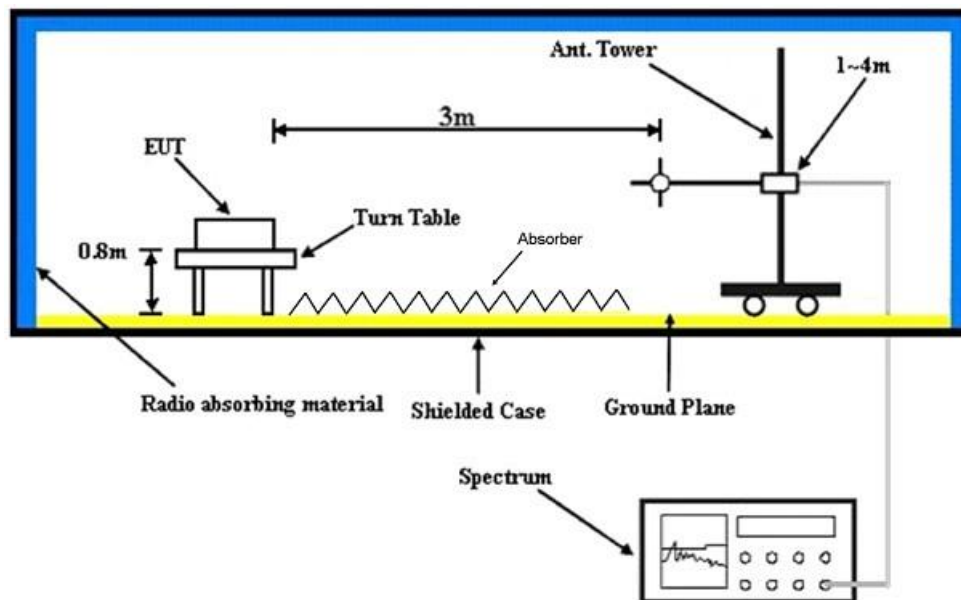 Ant. Tower
1~4m
3m
EUT
Turn Table
0.8m
Absorber
Radio absorbing material
Shielded Case
Ground Plane
Spectrum